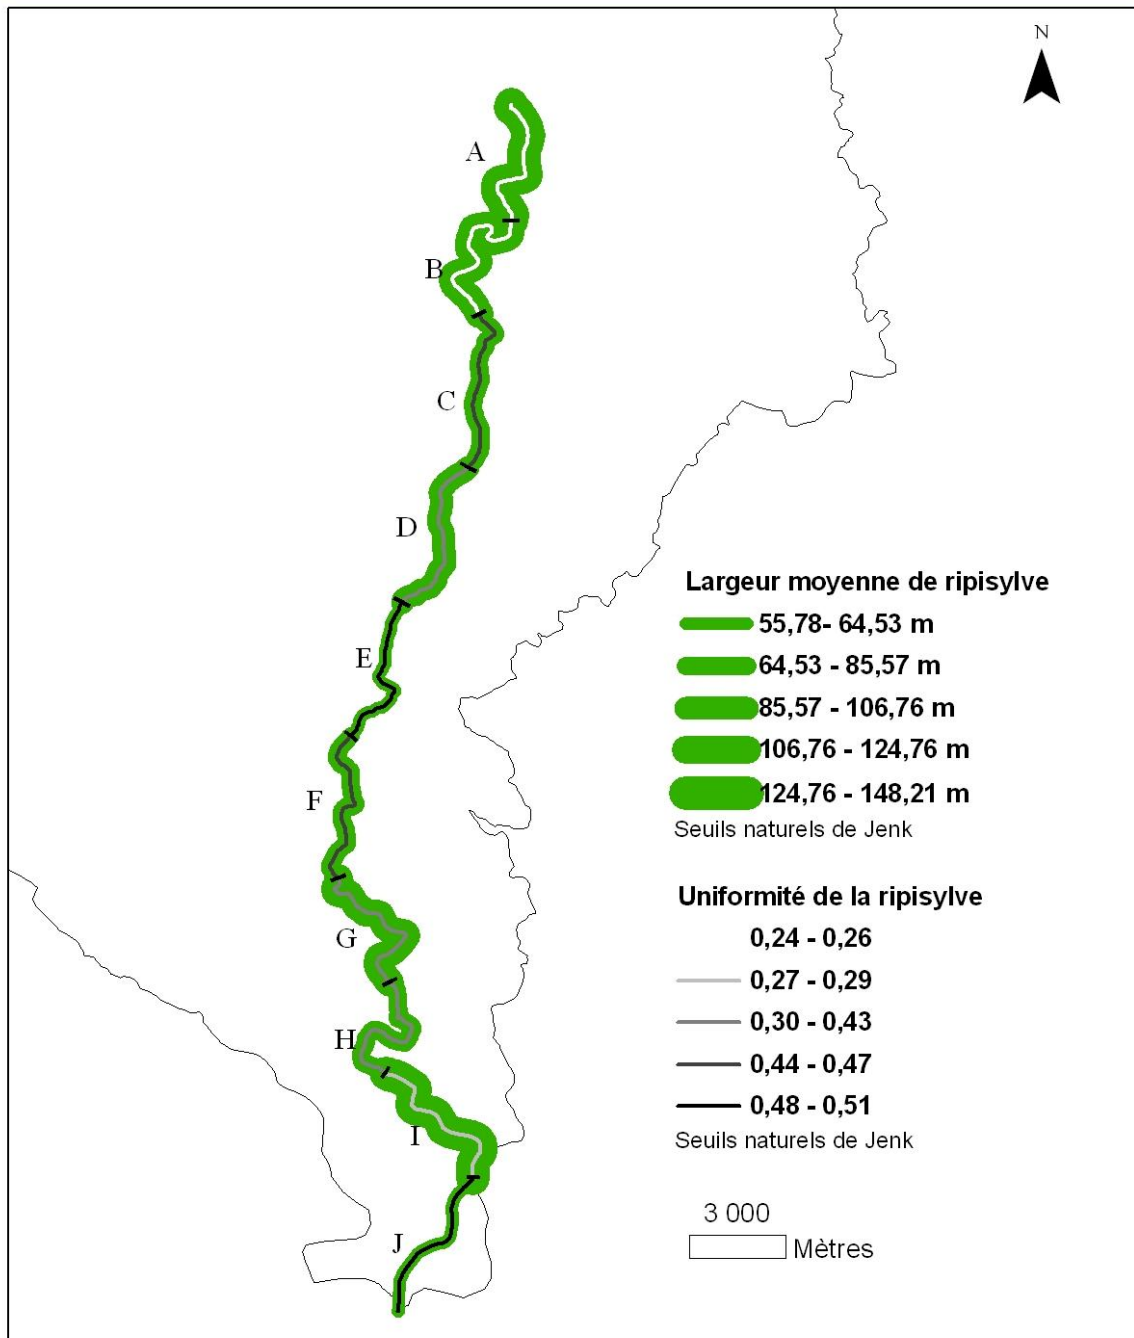 N
A
B
C
D
E
F
G
H
I
J
Largeur moyenne de ripisylve
55,78- 64,53 m
64,53 - 85,57 m
85,57 - 106,76 m
106,76 - 124,76 m
124,76 - 148,21 m
Seuils naturels de Jenk
Uniformité de la ripisylve
0,24 - 0,26
0,27 - 0,29
0,30 - 0,43
0,44 - 0,47
0,48 - 0,51
Seuils naturels de Jenk
3 000
Mètres